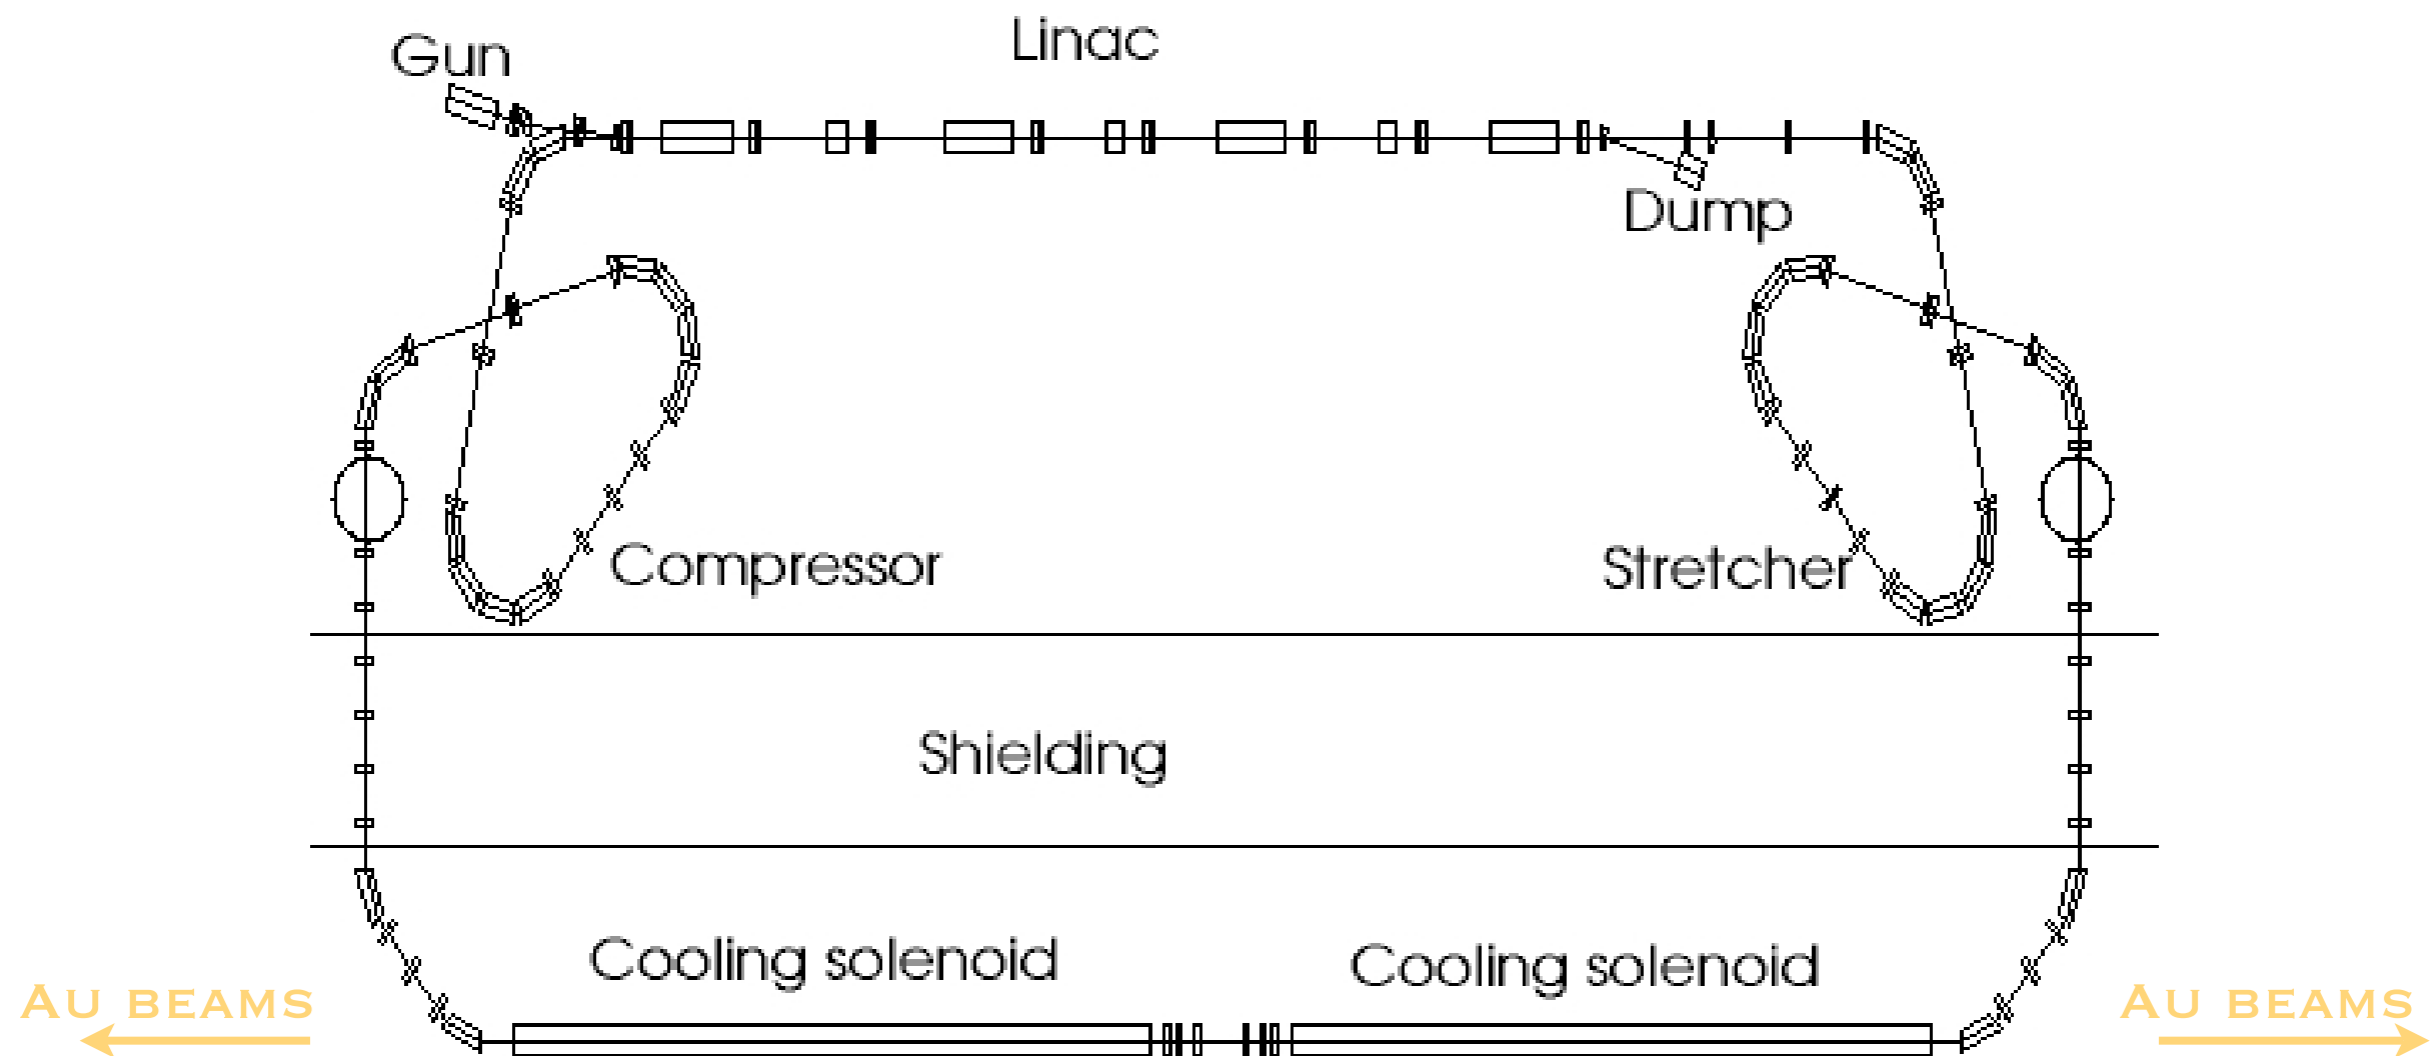 Linac
Gun
Dump
Compressor
Stretcher
Shielding
Cooling solenoid
Cooling solenoid
AU BEAMS
AU BEAMS